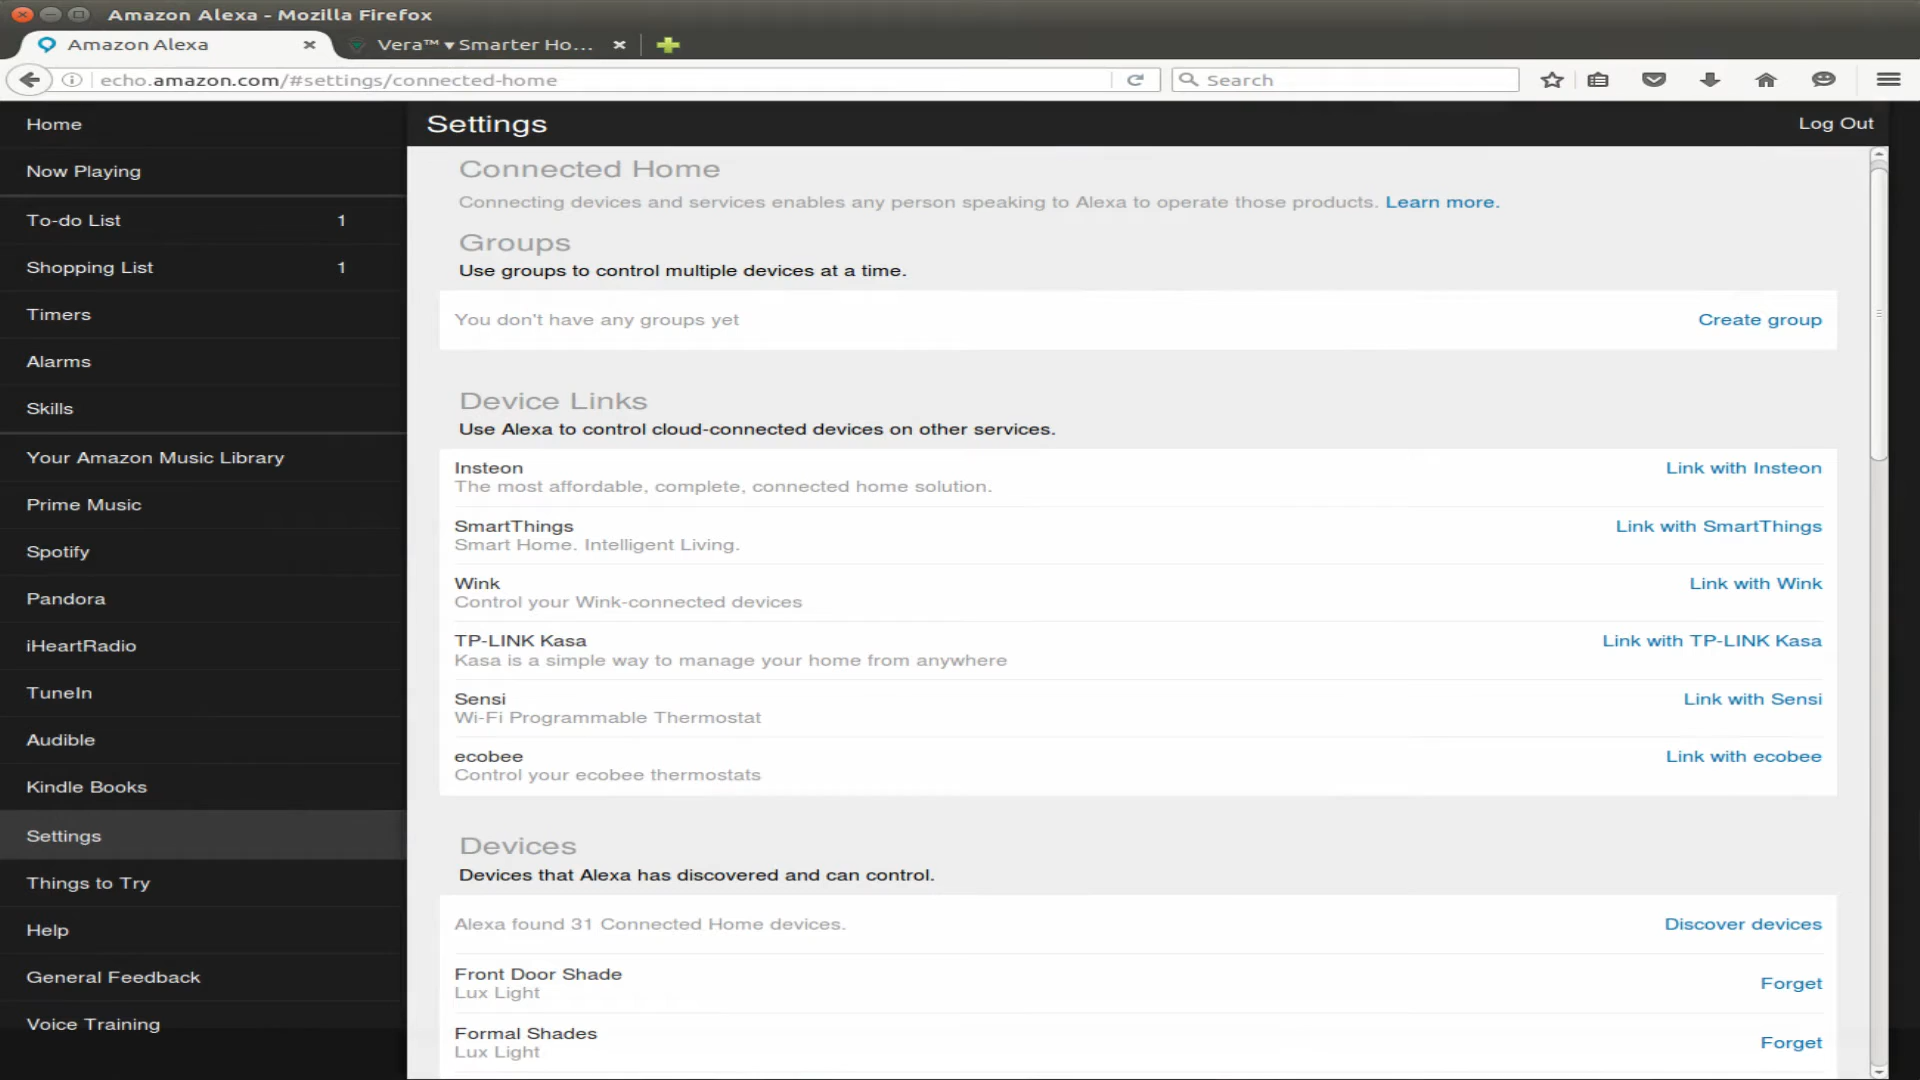 Amazon Alexa - Mozilla Firefox
Amazon Alexa
Vera™ ▾ Smarter Ho...
echo.amazon.com/#settings/connected-home
Search
Home
Now Playing
To-do List 1
Shopping List 1
Timers
Alarms
Skills
Your Amazon Music Library
Prime Music
Spotify
Pandora
iHeartRadio
TuneIn
Audible
Kindle Books
Settings
Things to Try
Help
General Feedback
Voice Training
Settings
Log Out
Connected Home
Connecting devices and services enables any person speaking to Alexa to operate those products. Learn more.
Groups
Use groups to control multiple devices at a time.
You don't have any groups yet
Create group
Device Links
Use Alexa to control cloud-connected devices on other services.
Insteon
Link with Insteon
The most affordable, complete, connected home solution.
SmartThings
Link with SmartThings
Smart Home. Intelligent Living.
Wink
Link with Wink
Control your Wink-connected devices
TP-LINK Kasa
Link with TP-LINK Kasa
Kasa is a simple way to manage your home from anywhere
Sensi
Link with Sensi
Wi-Fi Programmable Thermostat
ecobee
Link with ecobee
Control your ecobee thermostats
Devices
Devices that Alexa has discovered and can control.
Alexa found 31 Connected Home devices.
Discover devices
Front Door Shade
Lux Light
Forget
Formal Shades
Lux Light
Forget